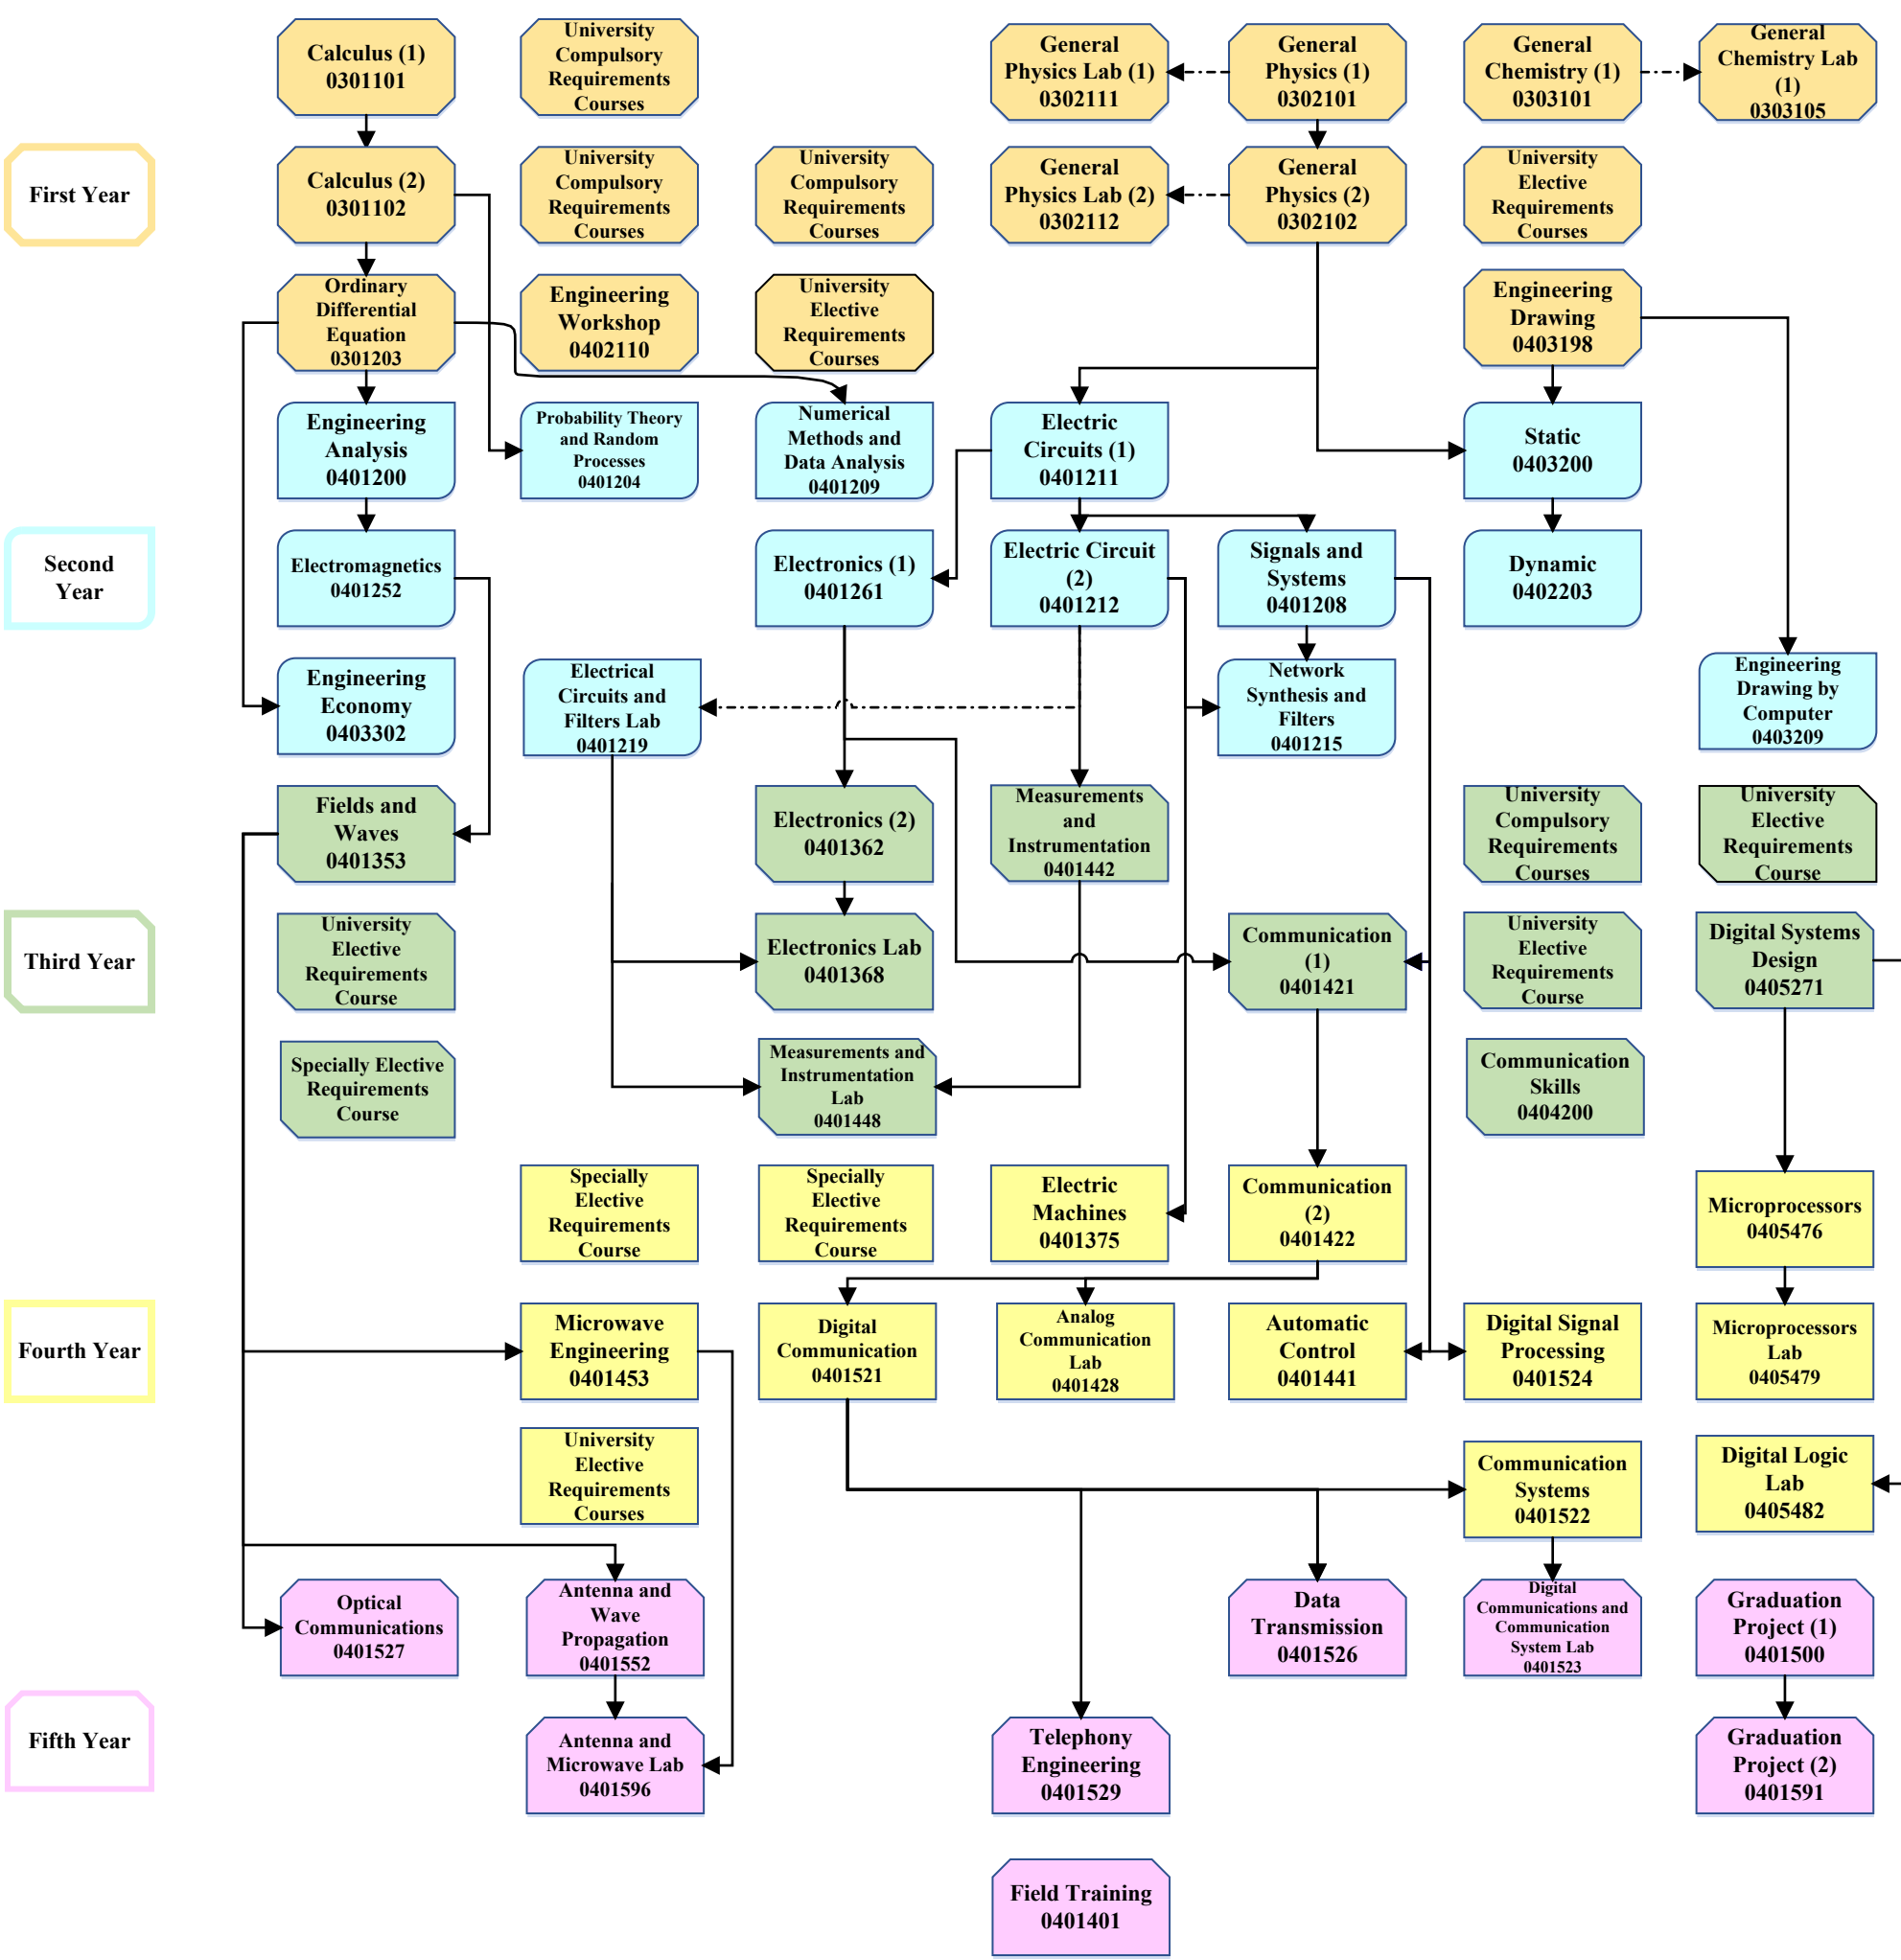 Calculus (1)
0301101
University
Compulsory
Requirements
Courses
General
Physics Lab (1)
0302111
General
Physics (1)
0302101
General
Chemistry (1)
0303101
General
Chemistry Lab
(1)
0303105
First Year
Calculus (2)
0301102
University
Compulsory
Requirements
Courses
University
Compulsory
Requirements
Courses
General
Physics Lab (2)
0302112
General
Physics (2)
0302102
University
Elective
Requirements
Courses
Ordinary
Differential
Equation
0301203
Engineering
Workshop
0402110
University
Elective
Requirements
Courses
Engineering
Drawing
0403198
Engineering
Analysis
0401200
Probability Theory
and Random
Processes
0401204
Numerical
Methods and
Data Analysis
0401209
Electric
Circuits (1)
0401211
Static
0403200
Second
Year
Electromagnetics
0401252
Electronics (1)
0401261
Electric Circuit
(2)
0401212
Signals and
Systems
0401208
Dynamic
0402203
Engineering
Economy
0403302
Electrical
Circuits and
Filters Lab
0401219
Network
Synthesis and
Filters
0401215
Engineering
Drawing by
Computer
0403209
Fields and
Waves
0401353
Electronics (2)
0401362
Measurements
and
Instrumentation
0401442
University
Compulsory
Requirements
Courses
University
Elective
Requirements
Course
Third Year
University
Elective
Requirements
Course
Electronics Lab
0401368
Communication
(1)
0401421
University
Elective
Requirements
Course
Digital Systems
Design
0405271
Specially Elective
Requirements
Course
Measurements and
Instrumentation
Lab
0401448
Communication
Skills
0404200
Specially
Elective
Requirements
Course
Specially
Elective
Requirements
Course
Electric
Machines
0401375
Communication
(2)
0401422
Microprocessors
0405476
Fourth Year
Microwave
Engineering
0401453
Digital
Communication
0401521
Analog
Communication
Lab
0401428
Automatic
Control
0401441
Digital Signal
Processing
0401524
Microprocessors
Lab
0405479
University
Elective
Requirements
Courses
Communication
Systems
0401522
Digital Logic
Lab
0405482
Optical
Communications
0401527
Antenna and
Wave
Propagation
0401552
Data
Transmission
0401526
Digital
Communications and
Communication
System Lab
0401523
Graduation
Project (1)
0401500
Fifth Year
Antenna and
Microwave Lab
0401596
Telephony
Engineering
0401529
Graduation
Project (2)
0401591
Field Training
0401401